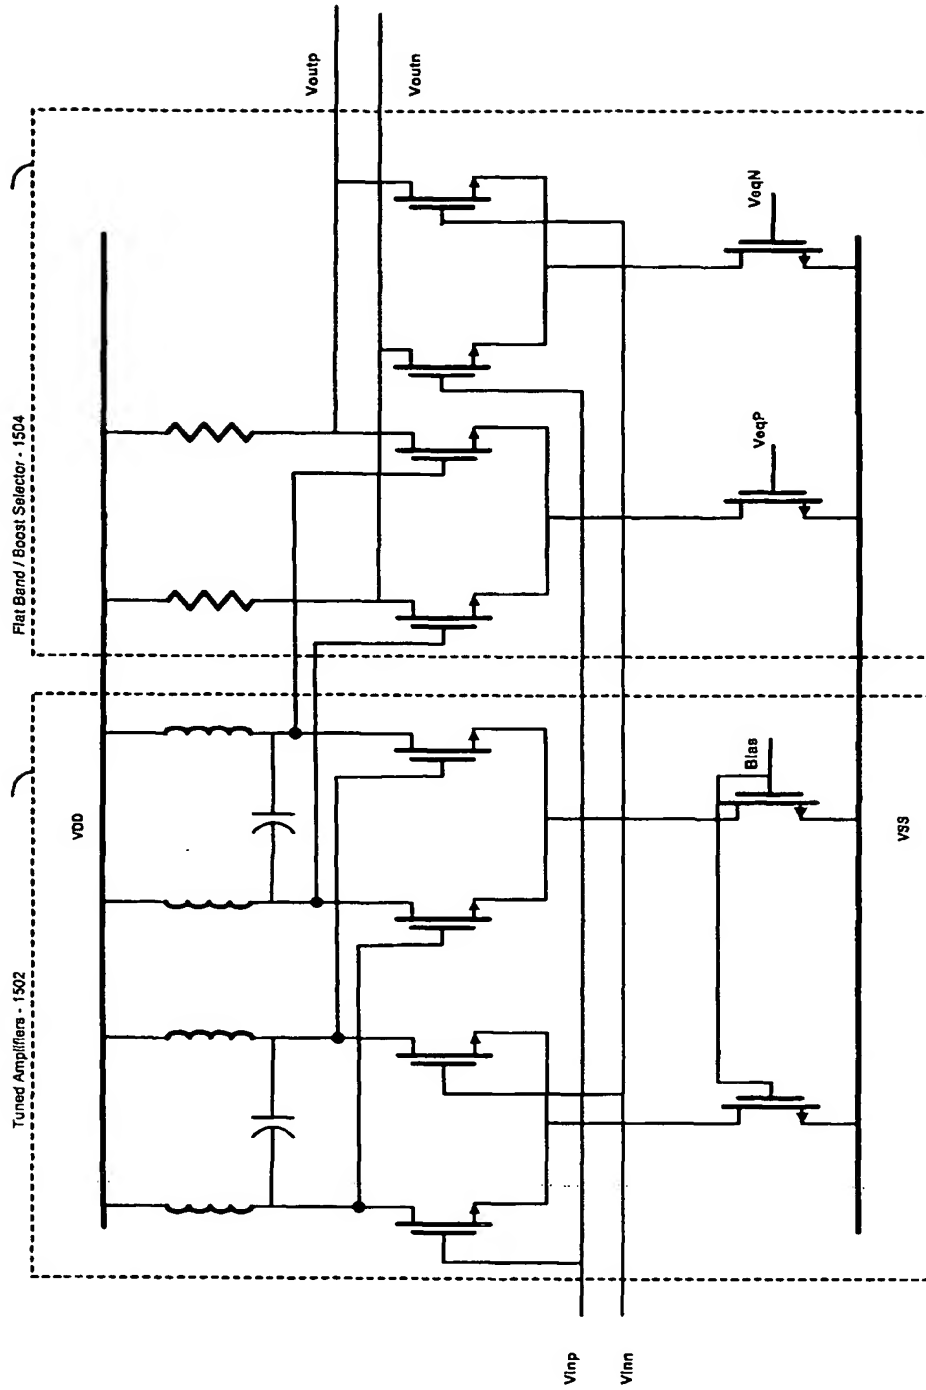 Tuned Amplifiers - 1502
Flat Band / Boost Selector - 1504
VDD
Voutp
Voutn
Vinp
Vinn
Bias
VeqP
VeqN
VSS